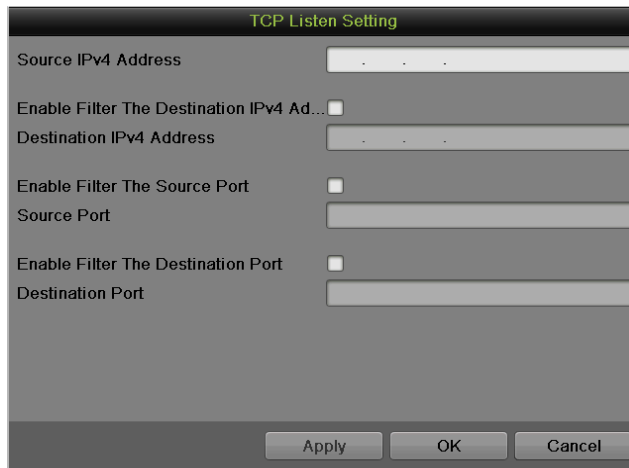 TCP Listen Setting
Source IPv4 Address
. . .
Enable Filter The Destination IPv4 Ad...
Destination IPv4 Address
. . .
Enable Filter The Source Port
Source Port
Enable Filter The Destination Port
Destination Port
Apply OK Cancel